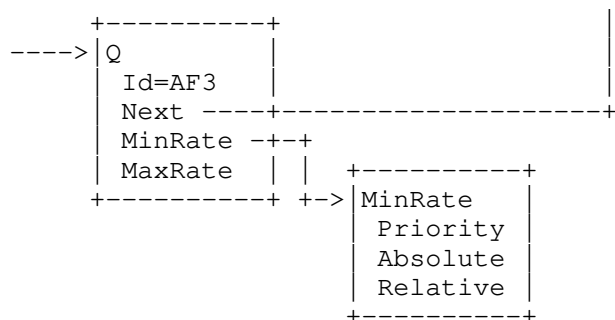 +----------+                    |
---->|Q         |                    |
     | Id=AF3   |                    |
     | Next ----+--------------------+
     | MinRate -+-+
     | MaxRate  | |  +----------+
     +----------+ +->|MinRate   |
                     | Priority |
                     | Absolute |
                     | Relative |
                     +----------+